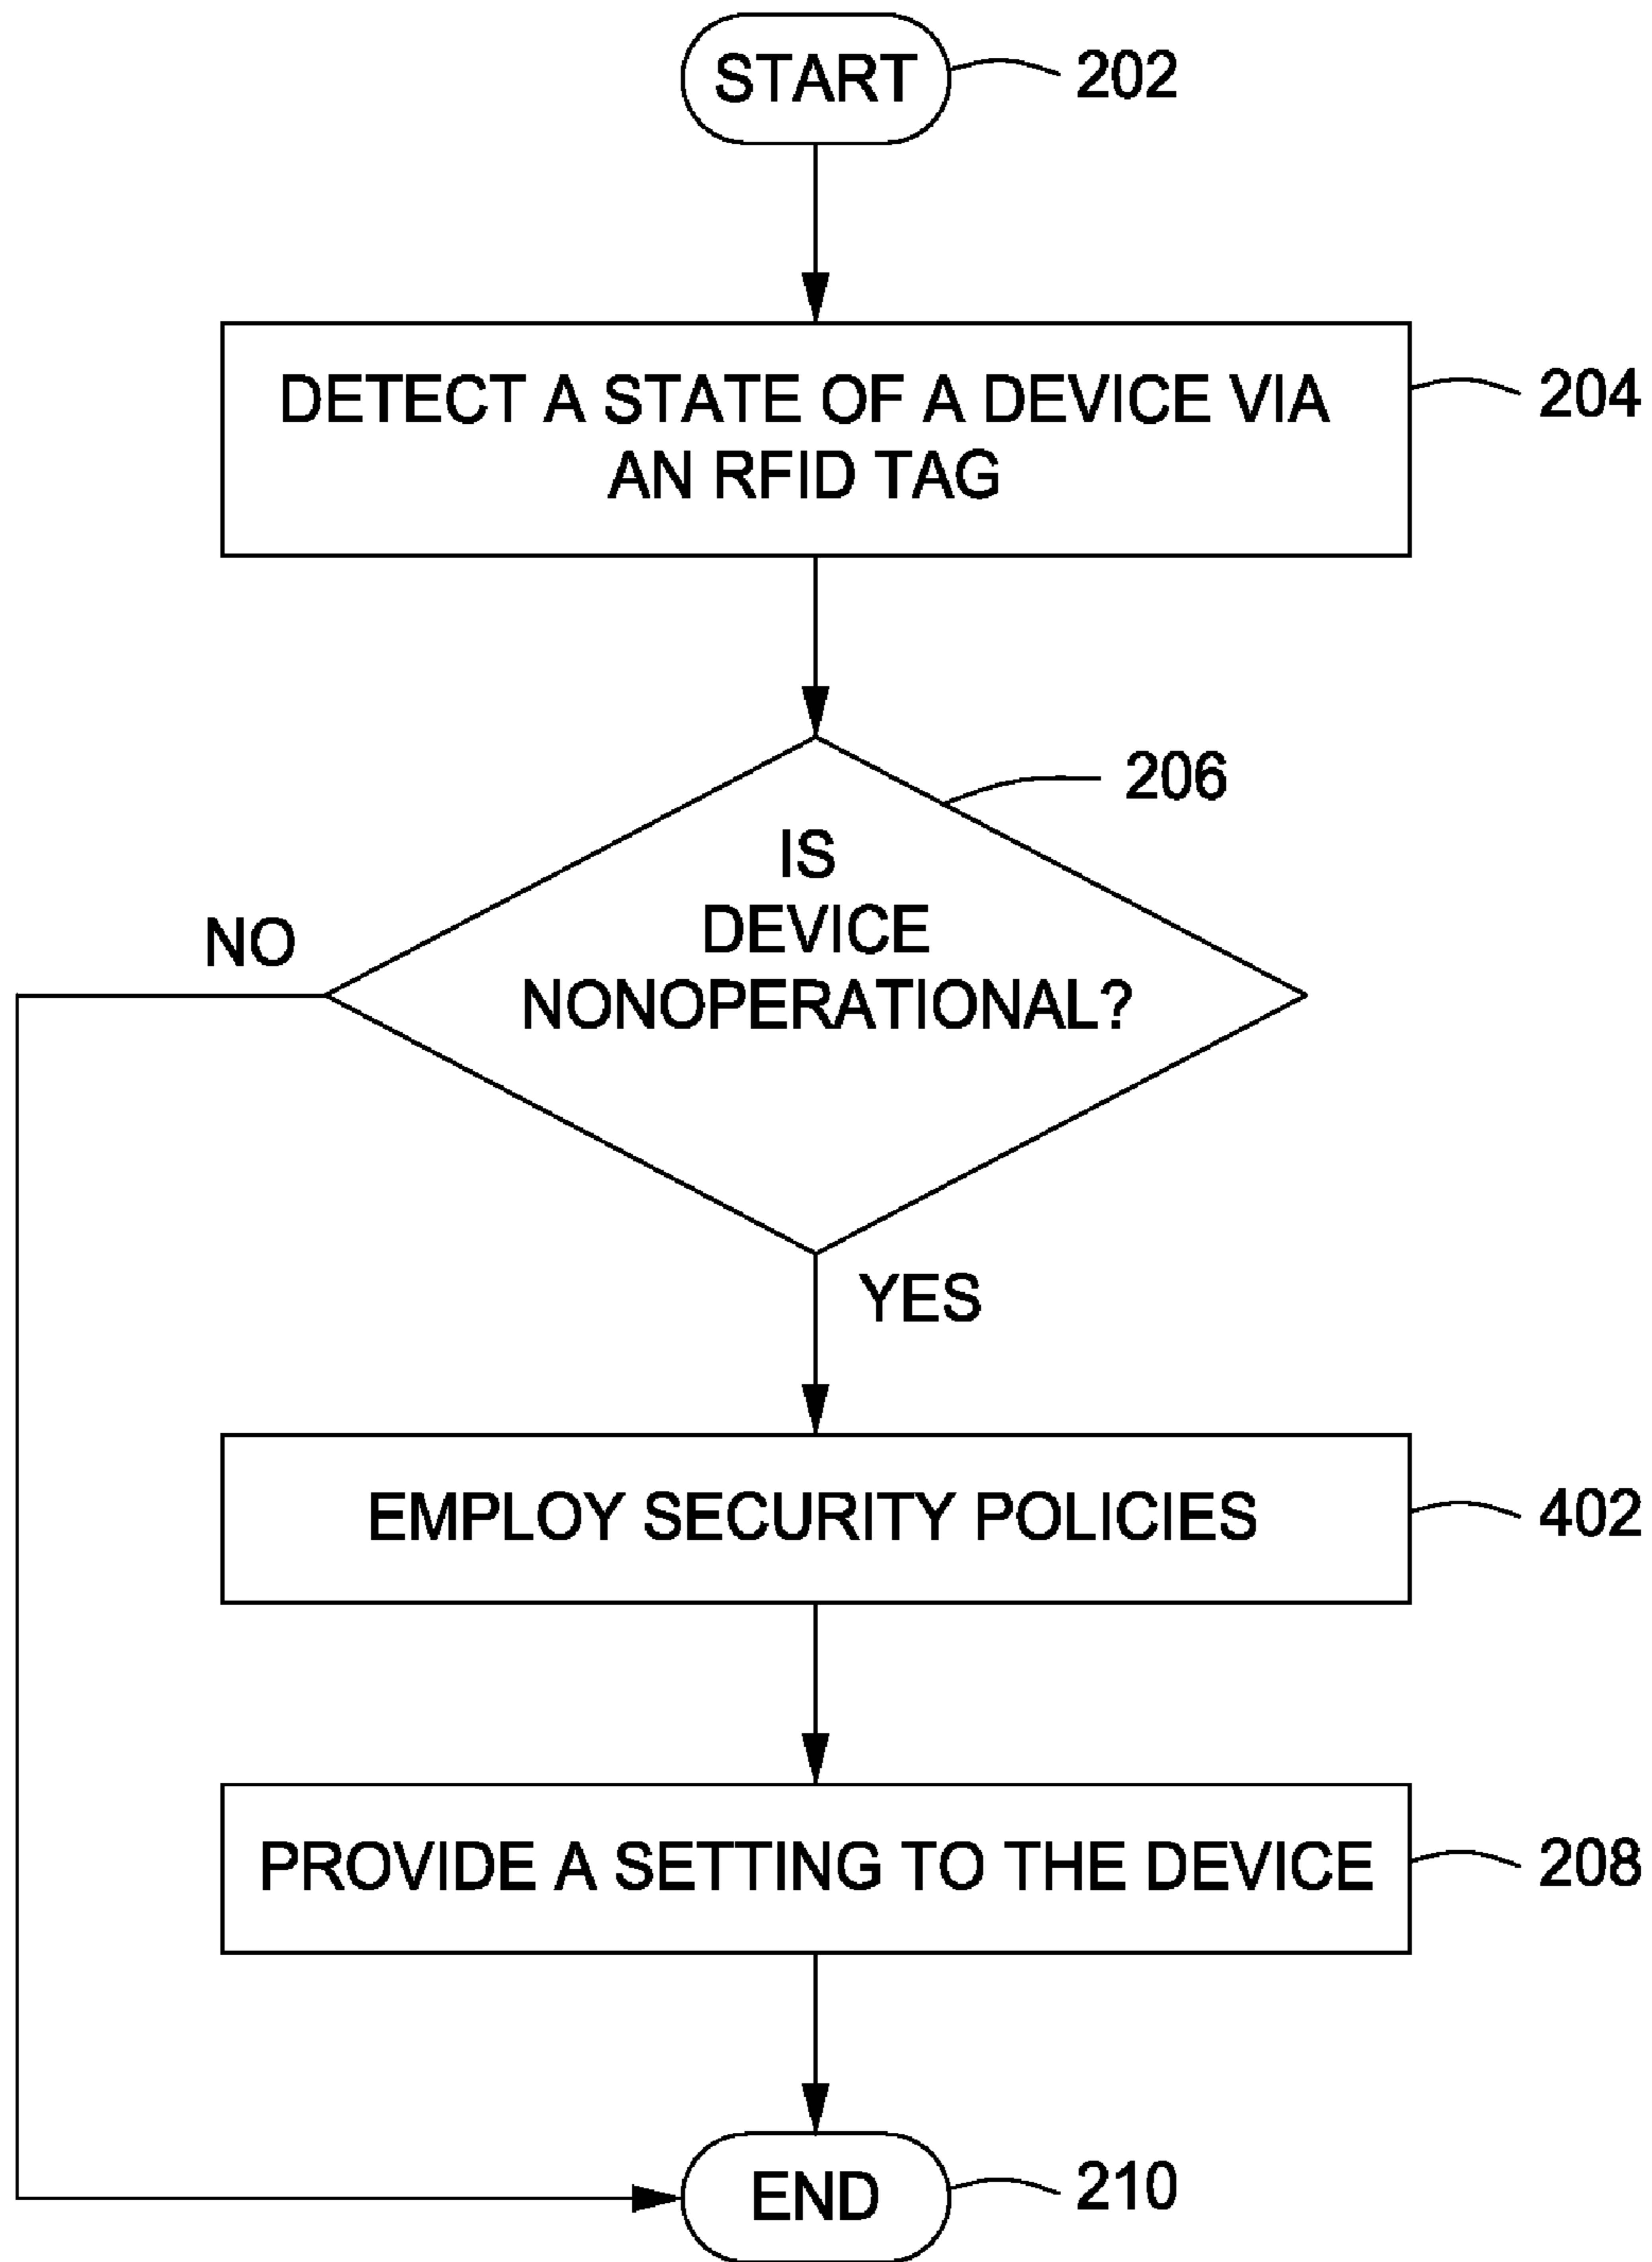 START
202
DETECT A STATE OF A DEVICE VIA
AN RFID TAG
204
206
IS
DEVICE
NONOPERATIONAL?
NO
YES
EMPLOY SECURITY POLICIES
402
PROVIDE A SETTING TO THE DEVICE
208
END
210